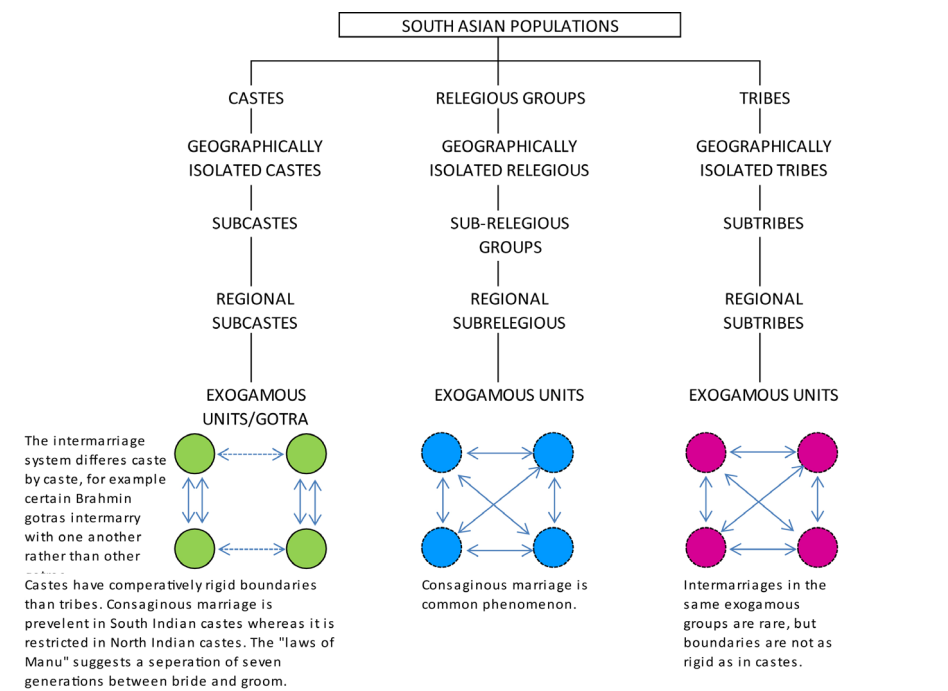 SOUTH ASIAN POPULATIONS
CASTES
RELEGIOUS GROUPS
TRIBES
GEOGRAPHICALLY
ISOLATED CASTES
GEOGRAPHICALLY
ISOLATED RELEGIOUS
GEOGRAPHICALLY
ISOLATED TRIBES
SUBCASTES
SUB-RELEGIOUS
GROUPS
SUBTRIBES
REGIONAL
SUBCASTES
REGIONAL
SUBRELEGIOUS
REGIONAL
SUBTRIBES
EXOGAMOUS
UNITS/GOTRA
EXOGAMOUS UNITS
EXOGAMOUS UNITS
The intermarriage
system differes caste
by caste, for example
certain Brahmin
gotras intermarry
with one another
rather than other
Castes have comperatively rigid boundaries
than tribes. Consaginous marriage is
prevelent in South Indian castes whereas it is
restricted in North Indian castes. The "laws of
Manu" suggests a seperation of seven
generations between bride and groom.
Consaginous marriage is
common phenomenon.
Intermarriages in the
same exogamous
groups are rare, but
boundaries are not as
rigid as in castes.